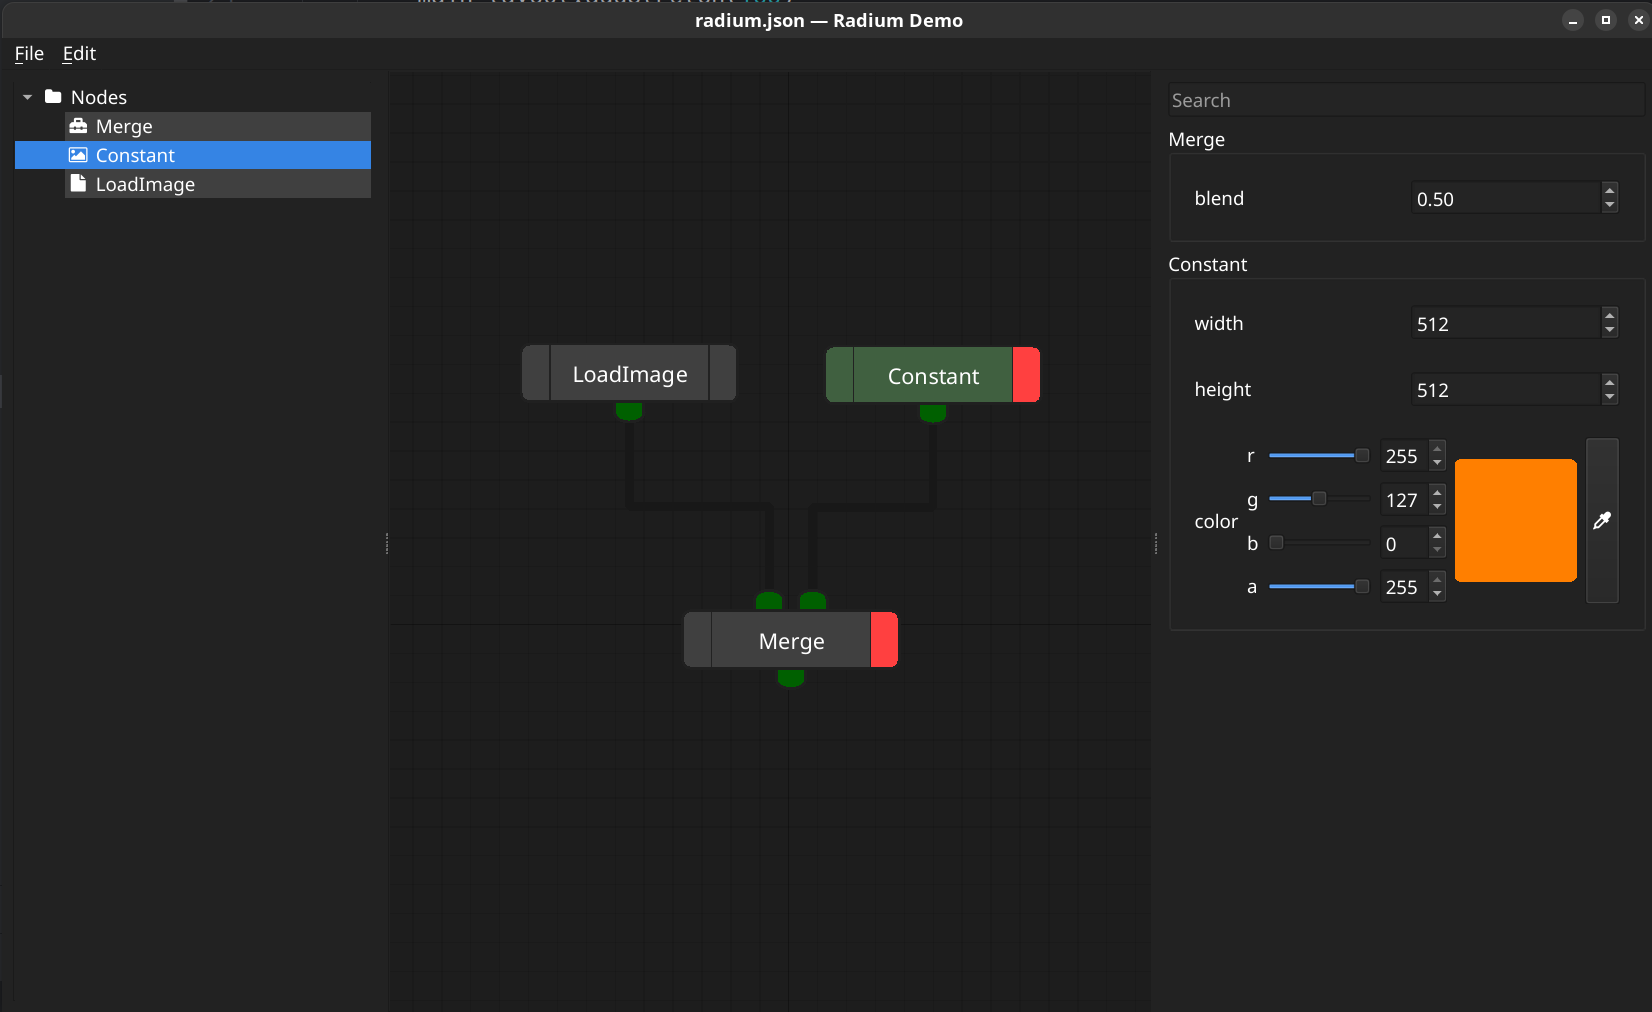 radium.json — Radium Demo
File Edit
Nodes
Merge
Constant
LoadImage
LoadImage
Constant
Merge
Search
Merge
blend 0.50
Constant
width 512
height 512
color
r 255
g 127
b 0
a 255